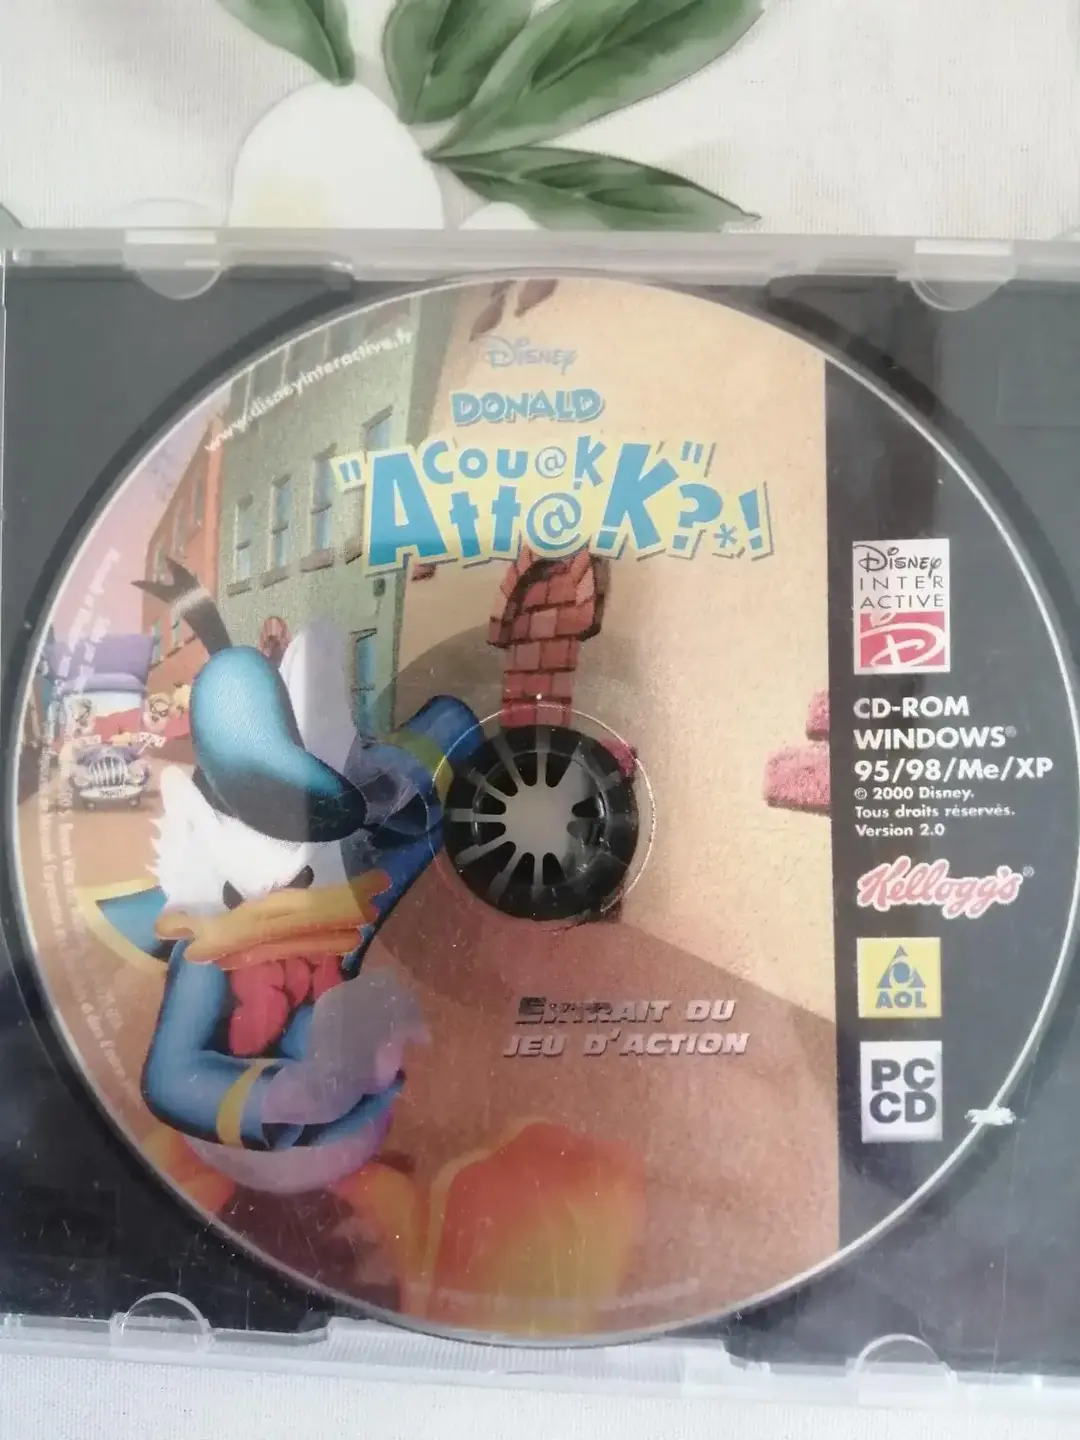 www.disneyinteractive.fr
Disney
DONALD
"COU@K
ATT@K"?*!
Disney
INTER
ACTIVE
CD-ROM
WINDOWS®
95/98/Me/XP
© 2000 Disney.
Tous droits réservés.
Version 2.0
Kellogg's®
AOL
PC
CD
EXTRAIT DU
JEU D'ACTION